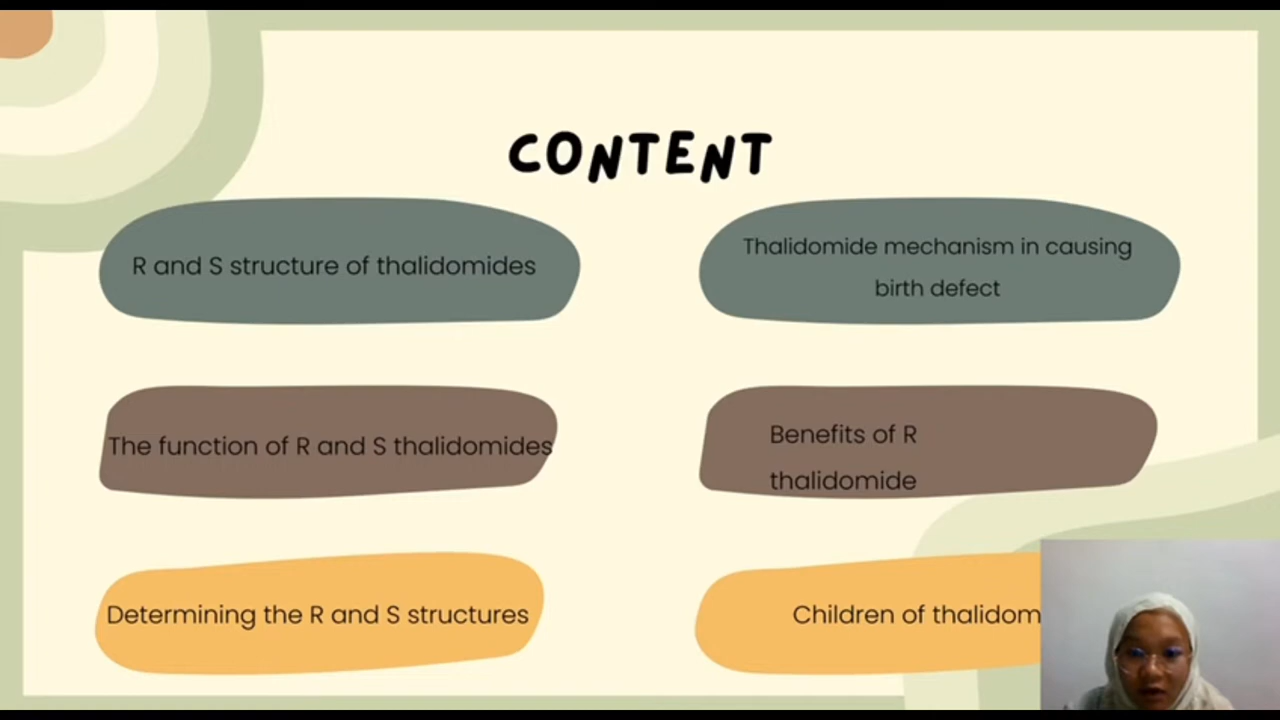 CONTENT
R and S structure of thalidomides
Thalidomide mechanism in causing
birth defect
The function of R and S thalidomides
Benefits of R
thalidomide
Determining the R and S structures
Children of